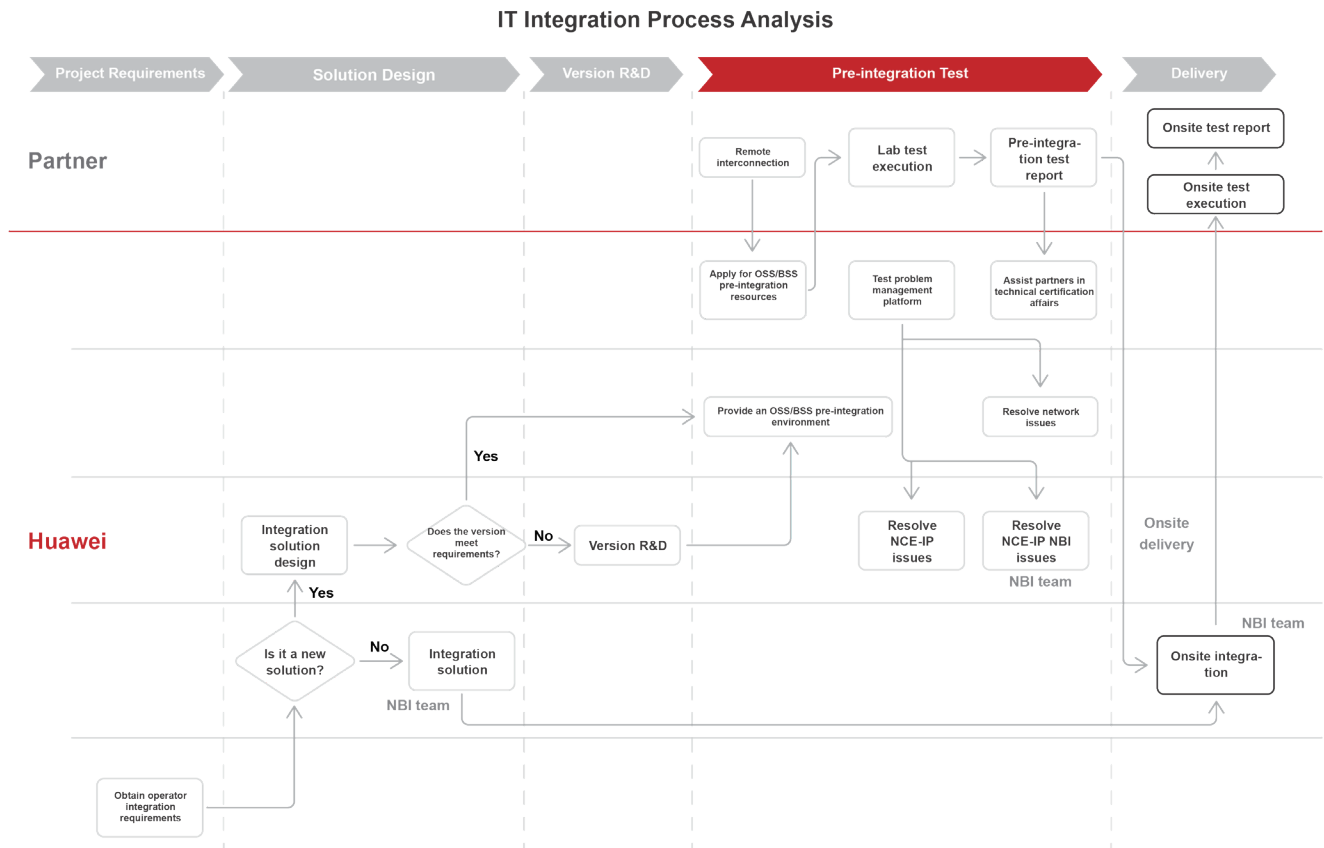 IT Integration Process Analysis
Project Requirements
Solution Design
Version R&D
Pre-integration Test
Delivery
Partner
Remote
interconnection
Lab test
execution
Pre-integra-
tion test
report
Onsite test report
Onsite test
execution
Apply for OSS/BSS
pre-integration
resources
Test problem
management
platform
Assist partners in
technical certification
affairs
Provide an OSS/BSS pre-integration
environment
Resolve network
issues
Yes
Huawei
Integration
solution
design
Does the version
meet
requirements?
No
Version R&D
Resolve
NCE-IP
issues
Resolve
NCE-IP NBI
issues
NBI team
Onsite
delivery
Yes
Is it a new
solution?
No
Integration
solution
NBI team
NBI team
Onsite integra-
tion
Obtain operator
integration
requirements